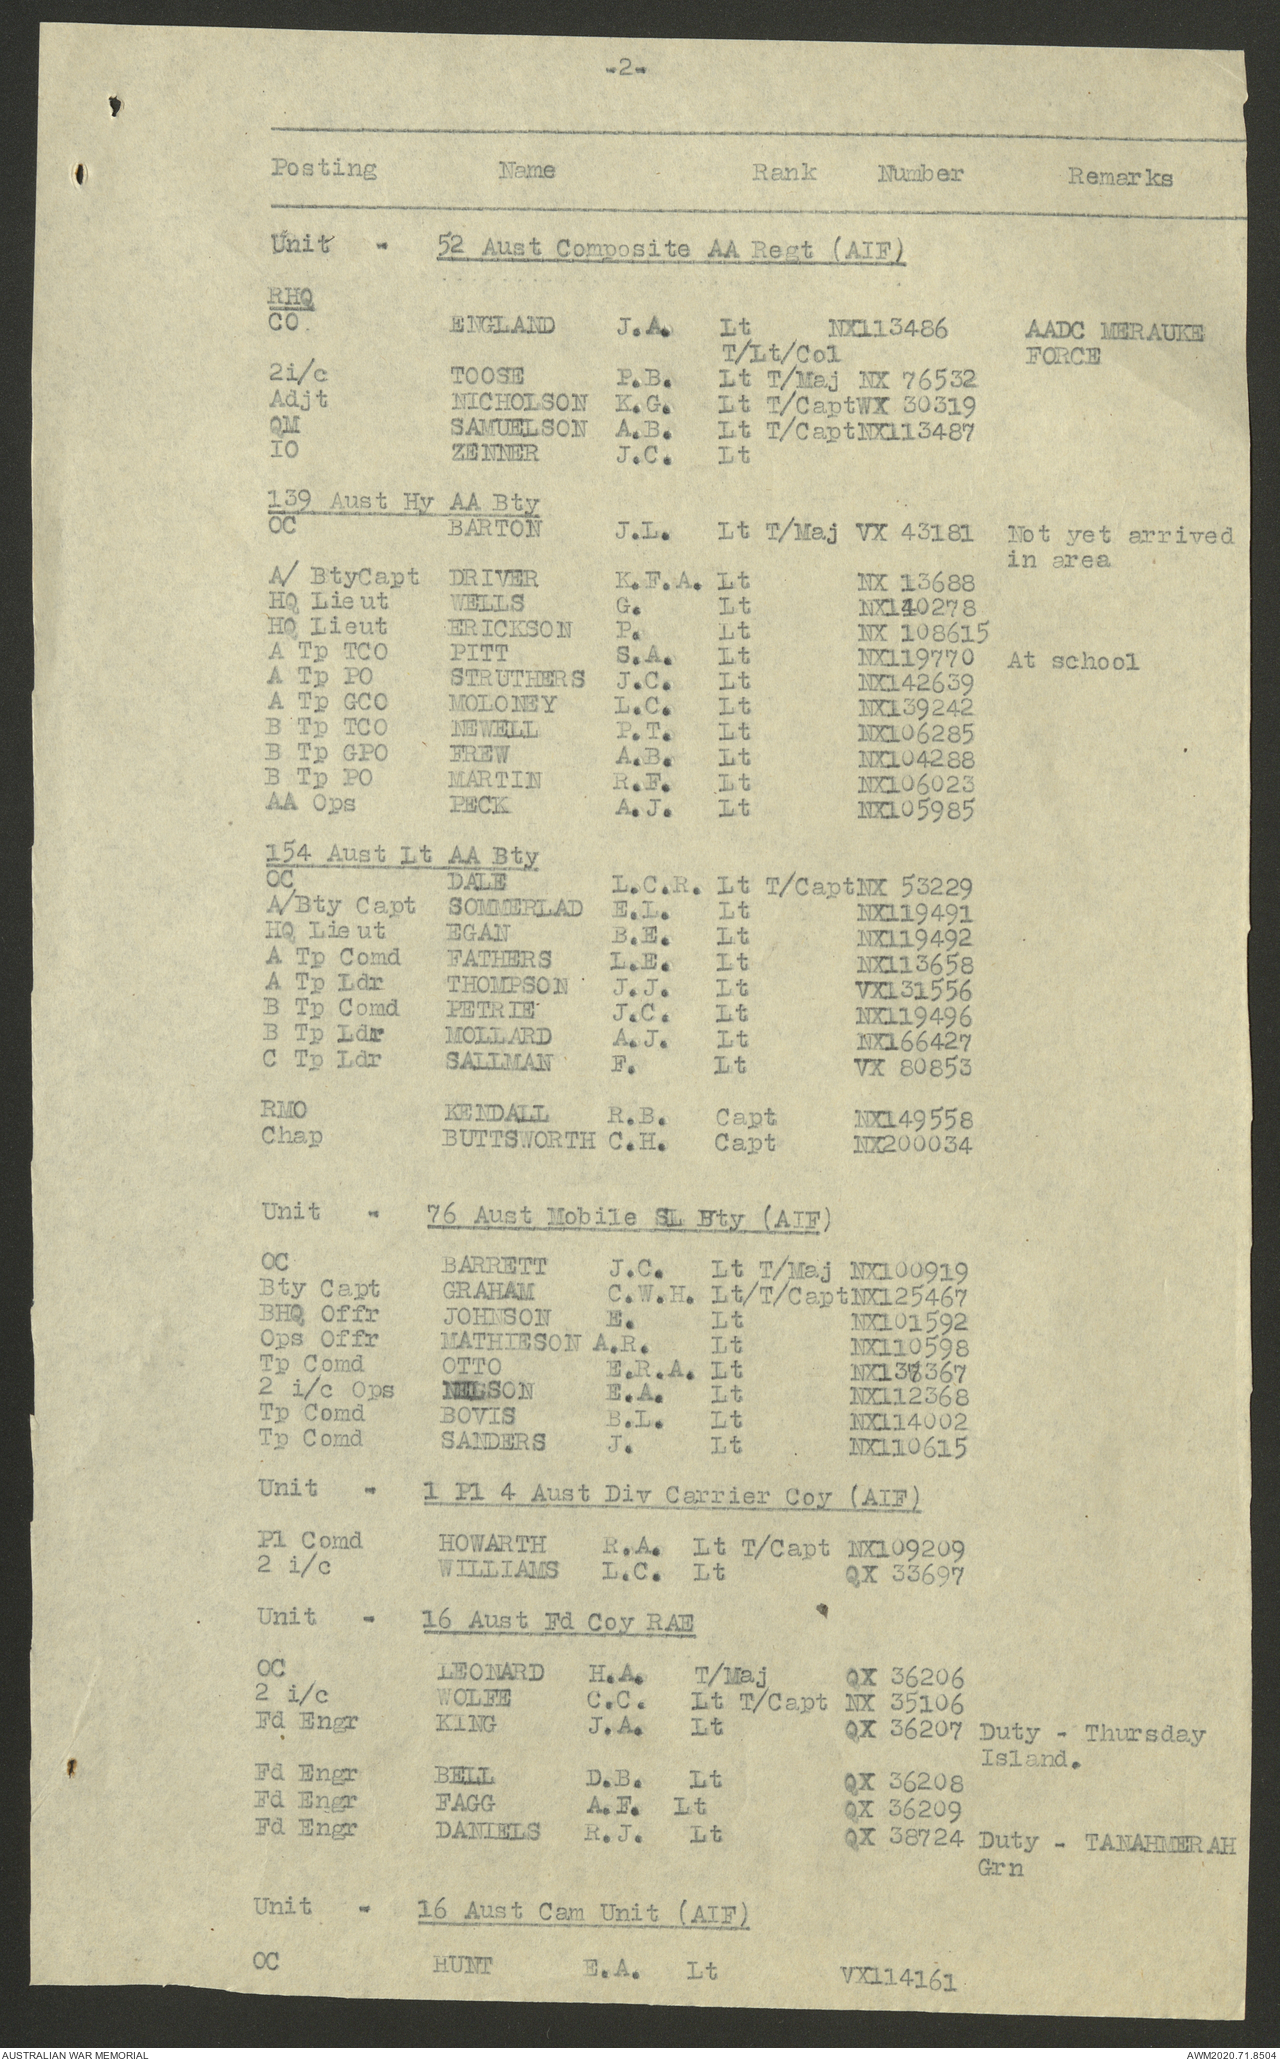 -2-
Posting Name Rank Number Remarks
Unit - 52 Aust Composite AA Regt (AIF)
RHQ
CO ENGLAND J.A. Lt NX113486 AADC MERAUKE
T/Lt/Col FORCE
2i/c TOOSE P.B. Lt T/Maj NX 76532
Adjt NICHOLSON K.G. Lt T/Capt WX 30319
QM SAMUELSON A.B. Lt T/Capt NX113487
IO ZENNER J.C. Lt
139 Aust Hy AA Bty
OC BARTON J.L. Lt T/Maj VX 43181 Not yet arrived
in area
A/ BtyCapt DRIVER K.F.A. Lt NX 13688
HQ Lieut WELLS G. Lt NX140278
HQ Lieut ERICKSON P. Lt NX 108615
A Tp TCO PITT S.A. Lt NX119770 At school
A Tp PO STRUTHERS J.C. Lt NX142639
A Tp GCO MOLONEY L.C. Lt NX139242
B Tp TCO NEWELL P.T. Lt NX106285
B Tp GPO FREW A.B. Lt NX104288
B Tp PO MARTIN R.F. Lt NX106023
AA Ops PECK A.J. Lt NX105985
154 Aust Lt AA Bty
OC DALE L.C.R. Lt T/Capt NX 53229
A/Bty Capt SOMMERLAD E.L. Lt NX119491
HQ Lieut EGAN B.E. Lt NX119492
A Tp Comd FATHERS L.E. Lt NX113658
A Tp Ldr THOMPSON J.J. Lt VX131556
B Tp Comd PETRIE J.C. Lt NX119496
B Tp Ldr MOLLARD A.J. Lt NX166427
C Tp Ldr SALLMAN F. Lt VX 80853
RMO KENDALL R.B. Capt NX149558
Chap BUTTSWORTH C.H. Capt NX200034
Unit - 76 Aust Mobile SL Bty (AIF)
OC BARRETT J.C. Lt T/Maj NX100919
Bty Capt GRAHAM C.W.H. Lt/T/Capt NX125467
BHQ Offr JOHNSON E. Lt NX101592
Ops Offr MATHIESON A.R. Lt NX110598
Tp Comd OTTO E.R.A. Lt NX137367
2 i/c Ops NELSON E.A. Lt NX112368
Tp Comd BOVIS B.L. Lt NX114002
Tp Comd SANDERS J. Lt NX110615
Unit - 1 Pl 4 Aust Div Carrier Coy (AIF)
Pl Comd HOWARTH R.A. Lt T/Capt NX109209
2 i/c WILLIAMS L.C. Lt QX 33697
Unit - 16 Aust Fd Coy RAE
OC LEONARD H.A. T/Maj QX 36206
2 i/c WOLFE C.C. Lt T/Capt NX 35106
Fd Engr KING J.A. Lt QX 36207 Duty - Thursday
Island.
Fd Engr BELL D.B. Lt QX 36208
Fd Engr FAGG A.F. Lt QX 36209
Fd Engr DANIELS R.J. Lt QX 38724 Duty - TANAHMERAH
Grn
Unit - 16 Aust Cam Unit (AIF)
OC HUNT E.A. Lt VX114161
AUSTRALIAN WAR MEMORIAL AWM2020.71.8504